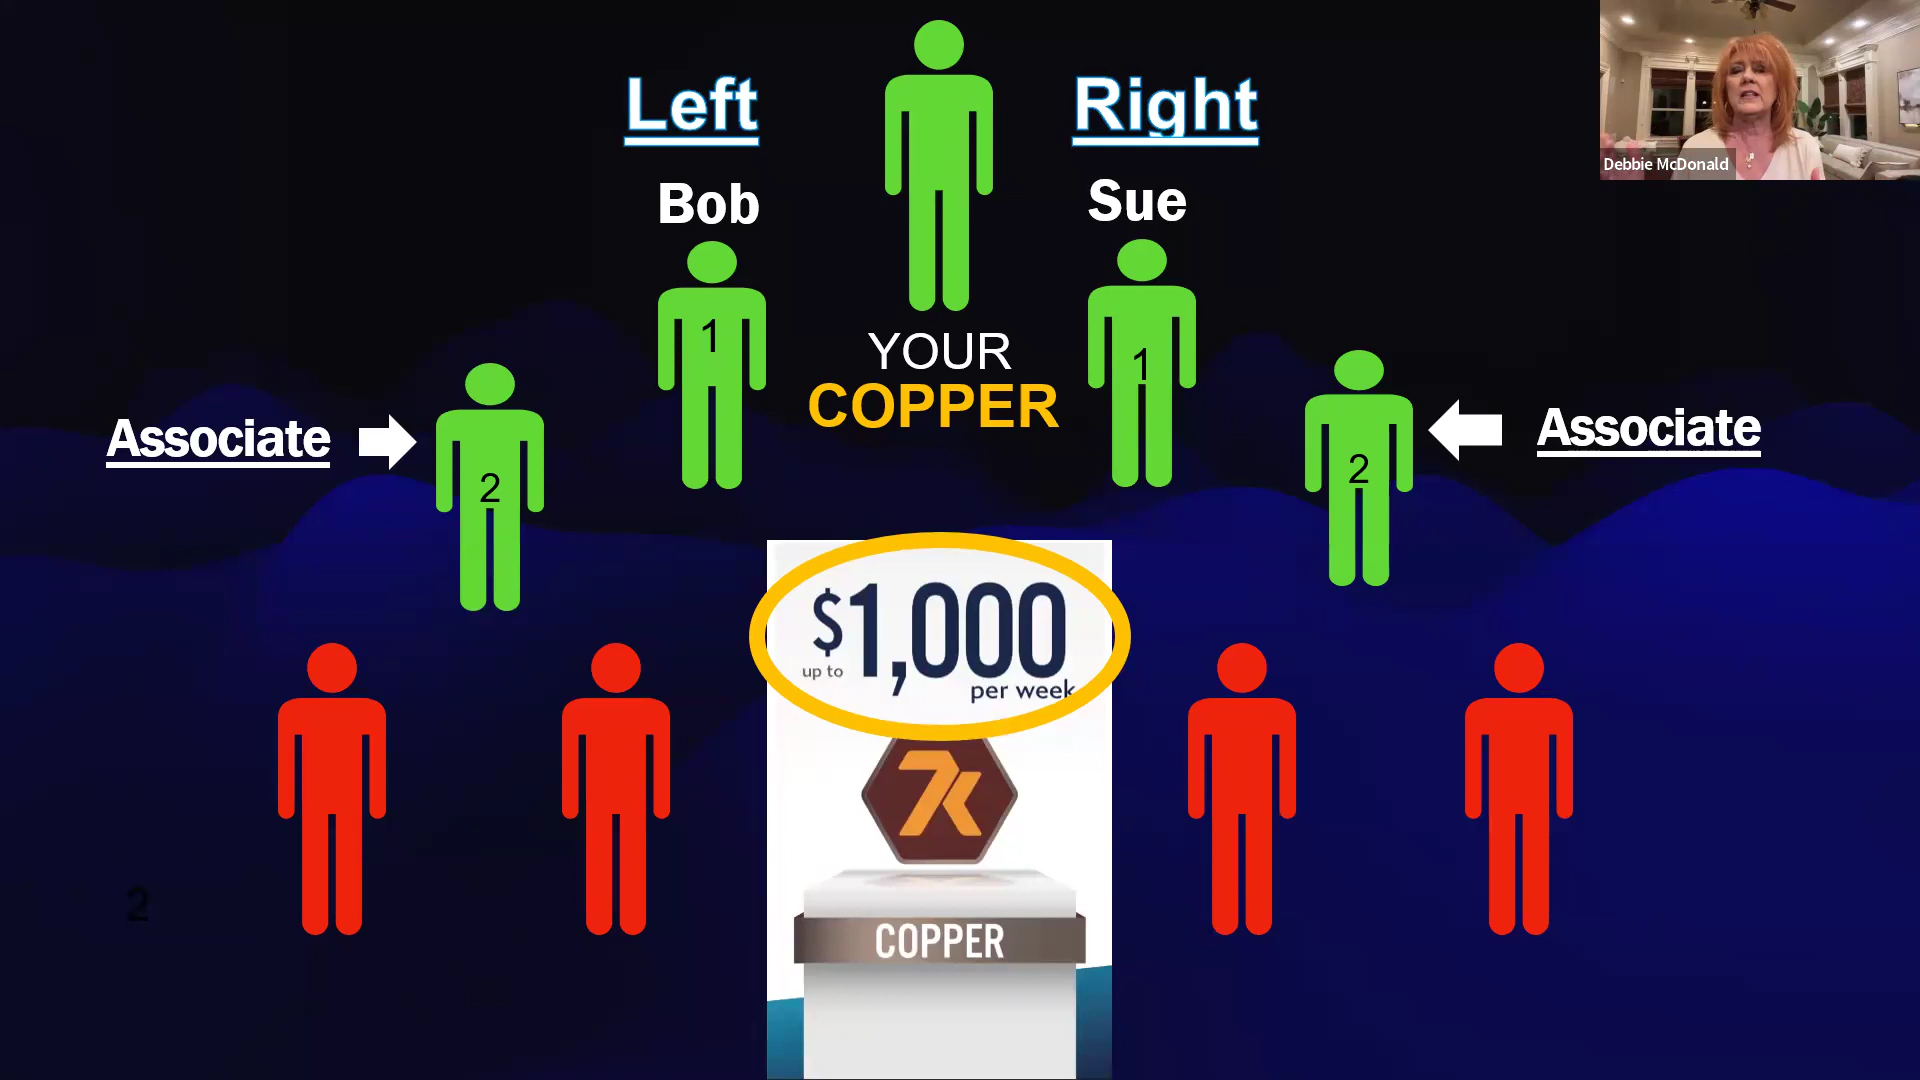 Left
Right
Debbie McDonald
Bob
Sue
1
1
YOUR
COPPER
Associate
2
2
Associate
$1,000
up to
per week
7K
COPPER
2